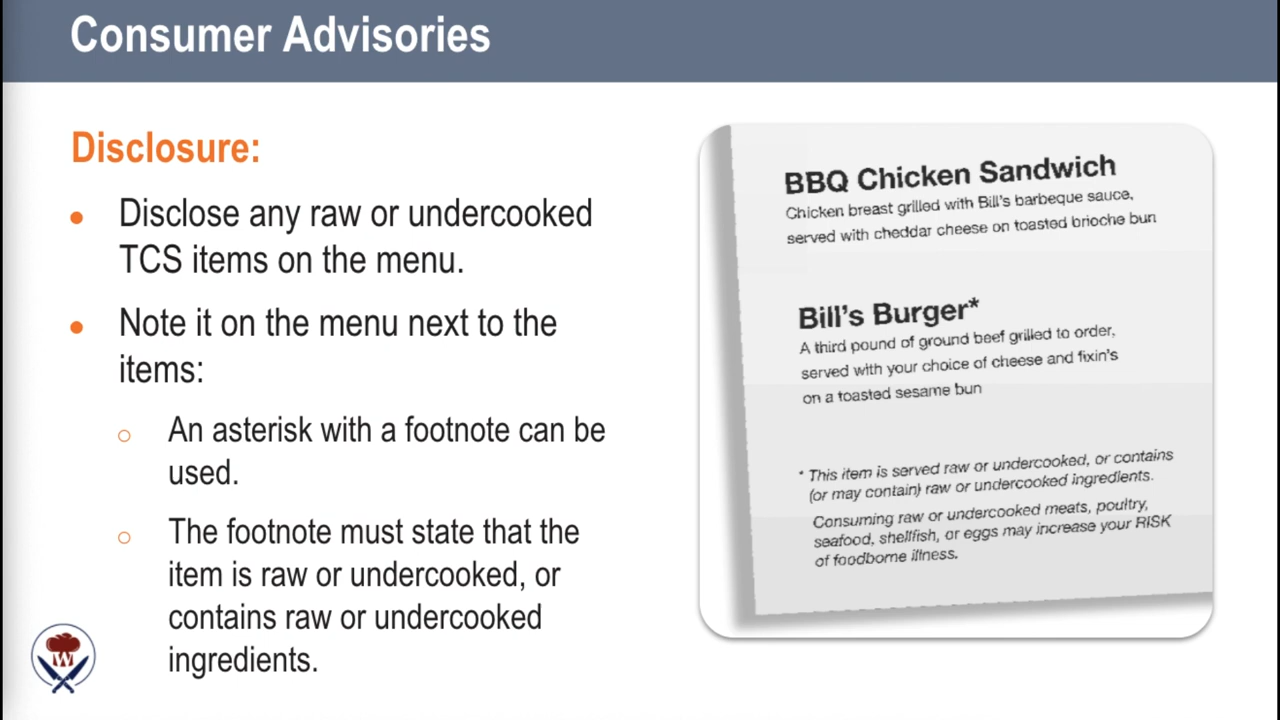 Consumer Advisories
Disclosure:
• Disclose any raw or undercooked
TCS items on the menu.
• Note it on the menu next to the
items:
○ An asterisk with a footnote can be
used.
○ The footnote must state that the
item is raw or undercooked, or
contains raw or undercooked
ingredients.
W
BBQ Chicken Sandwich
Chicken breast grilled with Bill's barbeque sauce,
served with cheddar cheese on toasted brioche bun
Bill's Burger*
A third pound of ground beef grilled to order,
served with your choice of cheese and fixin's
on a toasted sesame bun
* This item is served raw or undercooked, or contains
(or may contain) raw or undercooked ingredients.
Consuming raw or undercooked meats, poultry,
seafood, shellfish, or eggs may increase your RISK
of foodborne illness.